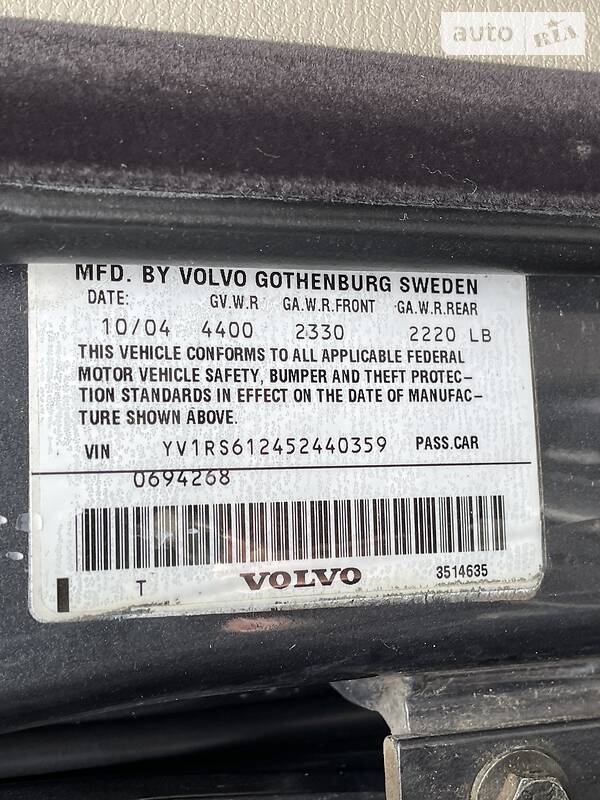 auto RIA
MFD. BY VOLVO GOTHENBURG SWEDEN
DATE: GV.W.R GA.W.R.FRONT GA.W.R.REAR
10/04 4400 2330 2220 LB
THIS VEHICLE CONFORMS TO ALL APPLICABLE FEDERAL
MOTOR VEHICLE SAFETY, BUMPER AND THEFT PROTEC-
TION STANDARDS IN EFFECT ON THE DATE OF MANUFAC-
TURE SHOWN ABOVE.
VIN YV1RS612452440359 PASS.CAR
0694268
T VOLVO 3514635